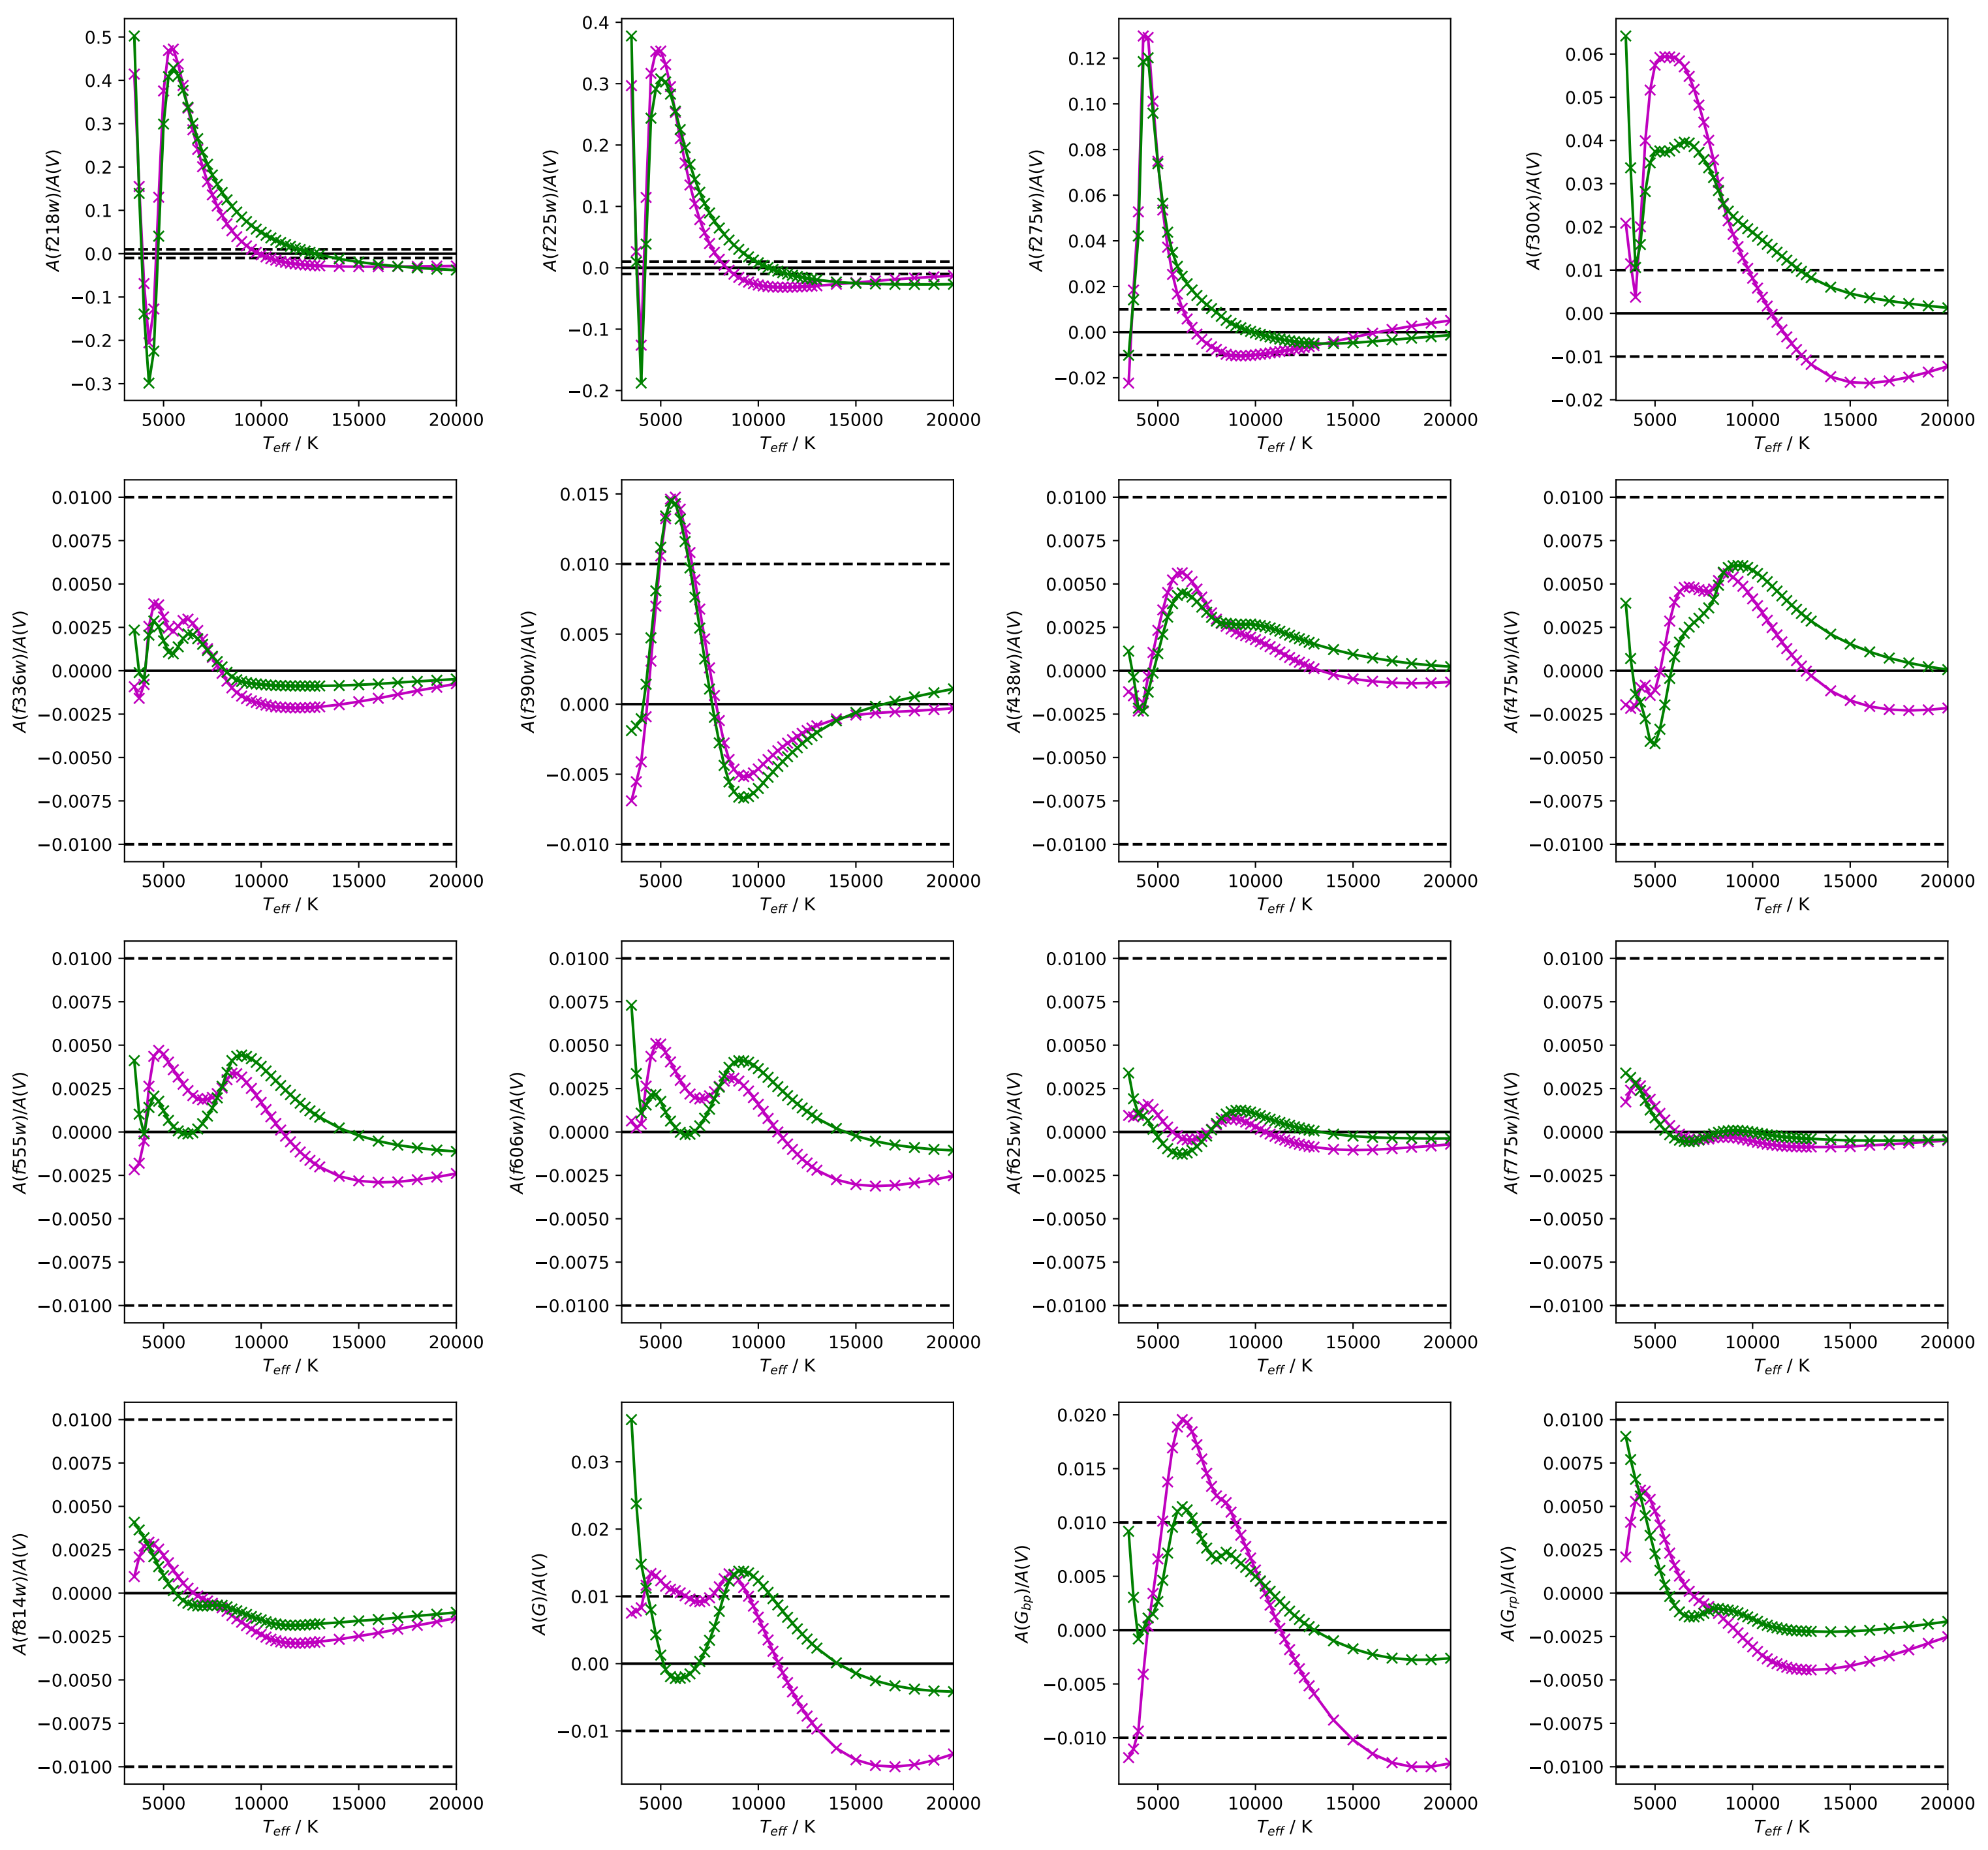 A(f218w)/A(V)
0.5
0.4
0.3
0.2
0.1
0.0
−0.1
−0.2
−0.3
5000 10000 15000 20000
T_eff / K
A(f225w)/A(V)
0.4
0.3
0.2
0.1
0.0
−0.1
−0.2
5000 10000 15000 20000
T_eff / K
A(f275w)/A(V)
0.12
0.10
0.08
0.06
0.04
0.02
0.00
−0.02
5000 10000 15000 20000
T_eff / K
A(f300x)/A(V)
0.06
0.05
0.04
0.03
0.02
0.01
0.00
−0.01
−0.02
5000 10000 15000 20000
T_eff / K
A(f336w)/A(V)
0.0100
0.0075
0.0050
0.0025
0.0000
−0.0025
−0.0050
−0.0075
−0.0100
5000 10000 15000 20000
T_eff / K
A(f390w)/A(V)
0.015
0.010
0.005
0.000
−0.005
−0.010
5000 10000 15000 20000
T_eff / K
A(f438w)/A(V)
0.0100
0.0075
0.0050
0.0025
0.0000
−0.0025
−0.0050
−0.0075
−0.0100
5000 10000 15000 20000
T_eff / K
A(f475w)/A(V)
0.0100
0.0075
0.0050
0.0025
0.0000
−0.0025
−0.0050
−0.0075
−0.0100
5000 10000 15000 20000
T_eff / K
A(f555w)/A(V)
0.0100
0.0075
0.0050
0.0025
0.0000
−0.0025
−0.0050
−0.0075
−0.0100
5000 10000 15000 20000
T_eff / K
A(f606w)/A(V)
0.0100
0.0075
0.0050
0.0025
0.0000
−0.0025
−0.0050
−0.0075
−0.0100
5000 10000 15000 20000
T_eff / K
A(f625w)/A(V)
0.0100
0.0075
0.0050
0.0025
0.0000
−0.0025
−0.0050
−0.0075
−0.0100
5000 10000 15000 20000
T_eff / K
A(f775w)/A(V)
0.0100
0.0075
0.0050
0.0025
0.0000
−0.0025
−0.0050
−0.0075
−0.0100
5000 10000 15000 20000
T_eff / K
A(f814w)/A(V)
0.0100
0.0075
0.0050
0.0025
0.0000
−0.0025
−0.0050
−0.0075
−0.0100
5000 10000 15000 20000
T_eff / K
A(G)/A(V)
0.03
0.02
0.01
0.00
−0.01
5000 10000 15000 20000
T_eff / K
A(G_bp)/A(V)
0.020
0.015
0.010
0.005
0.000
−0.005
−0.010
5000 10000 15000 20000
T_eff / K
A(G_rp)/A(V)
0.0100
0.0075
0.0050
0.0025
0.0000
−0.0025
−0.0050
−0.0075
−0.0100
5000 10000 15000 20000
T_eff / K